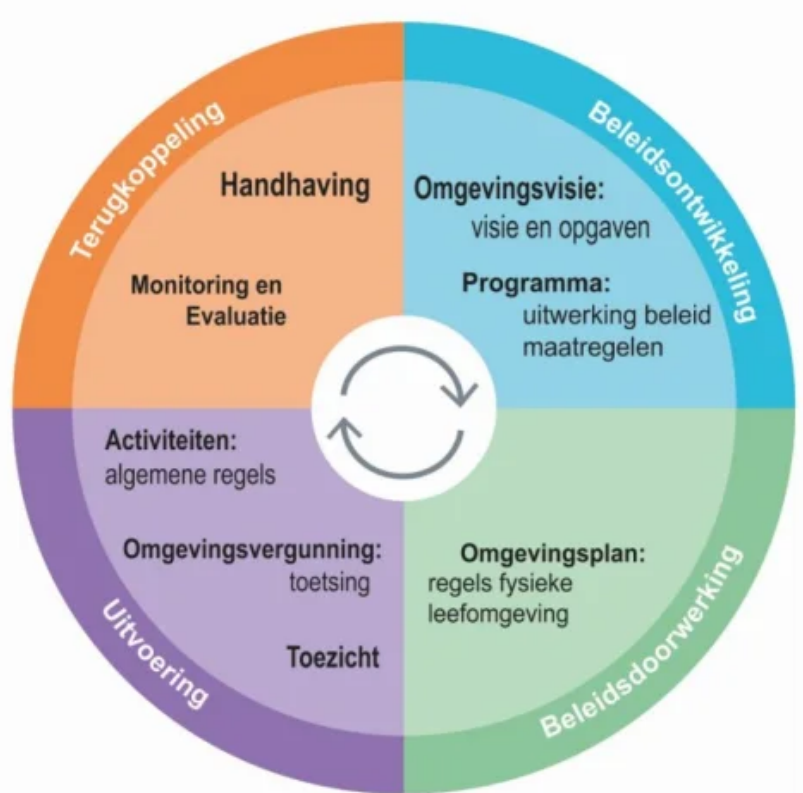 Terugkoppeling
Handhaving
Monitoring en
Evaluatie
Beleidsontwikkeling
Omgevingsvisie:
visie en opgaven
Programma:
uitwerking beleid
maatregelen
Activiteiten:
algemene regels
Omgevingsvergunning:
toetsing
Toezicht
Uitvoering
Omgevingsplan:
regels fysieke
leefomgeving
Beleidsdoorwerking